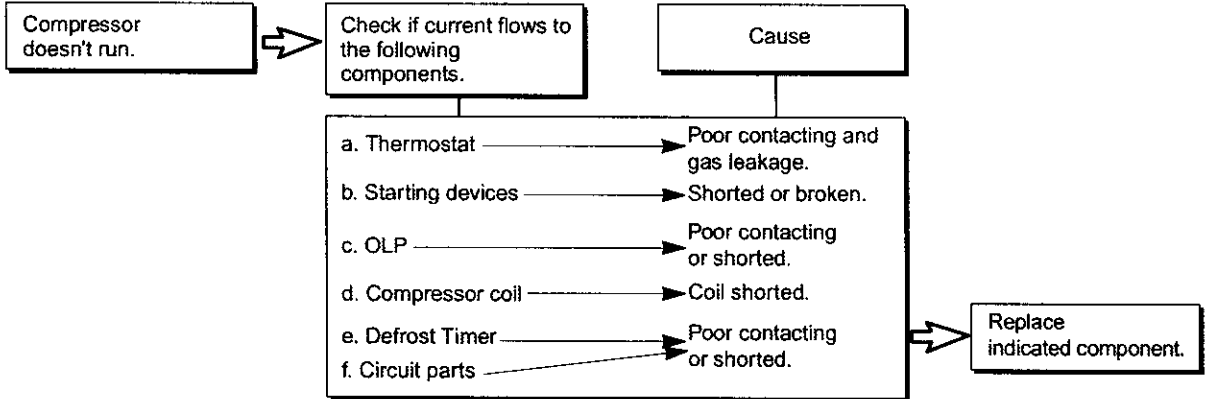 Compressor
doesn't run.
Check if current flows to
the following
components.
Cause
a. Thermostat
Poor contacting and
gas leakage.
b. Starting devices
Shorted or broken.
c. OLP
Poor contacting
or shorted.
d. Compressor coil
Coil shorted.
e. Defrost Timer
f. Circuit parts
Poor contacting
or shorted.
Replace
indicated component.